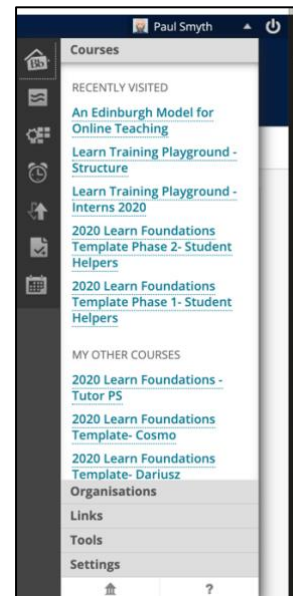 Paul Smyth
Bb
Courses
RECENTLY VISITED
An Edinburgh Model for
Online Teaching
Learn Training Playground -
Structure
Learn Training Playground -
Interns 2020
2020 Learn Foundations
Template Phase 2- Student
Helpers
2020 Learn Foundations
Template Phase 1- Student
Helpers
MY OTHER COURSES
2020 Learn Foundations -
Tutor PS
2020 Learn Foundations
Template- Cosmo
2020 Learn Foundations
Template- Dariusz
Organisations
Links
Tools
Settings
?